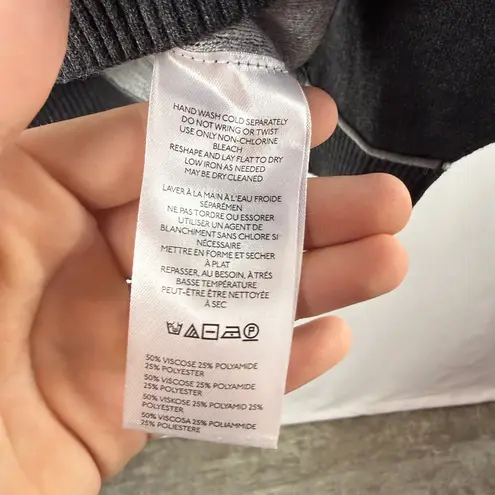 HAND WASH COLD SEPARATELY
DO NOT WRING OR TWIST
USE ONLY NON-CHLORINE
BLEACH
RESHAPE AND LAY FLAT TO DRY
LOW IRON AS NEEDED
MAY BE DRY CLEANED
LAVER À LA MAIN À L'EAU FROIDE
SÉPARÉMEN
NE PAS TORDRE OU ESSORER
UTILISER UN AGENT DE
BLANCHIMENT SANS CHLORE SI
NÉCESSAIRE
METTRE EN FORME ET SÉCHER
À PLAT
REPASSER, AU BESOIN, À TRÈS
BASSE TEMPÉRATURE
PEUT-ÊTRE ÊTRE NETTOYÉE
À SEC
P
50% VISCOSE 25% POLYAMIDE
25% POLYESTER
50% VISCOSE 25% POLYAMIDE
25% POLYESTER
50% VISKOSE 25% POLYAMID 25%
POLYESTER
50% VISCOSA 25% POLIAMMIDE
25% POLIESTERE